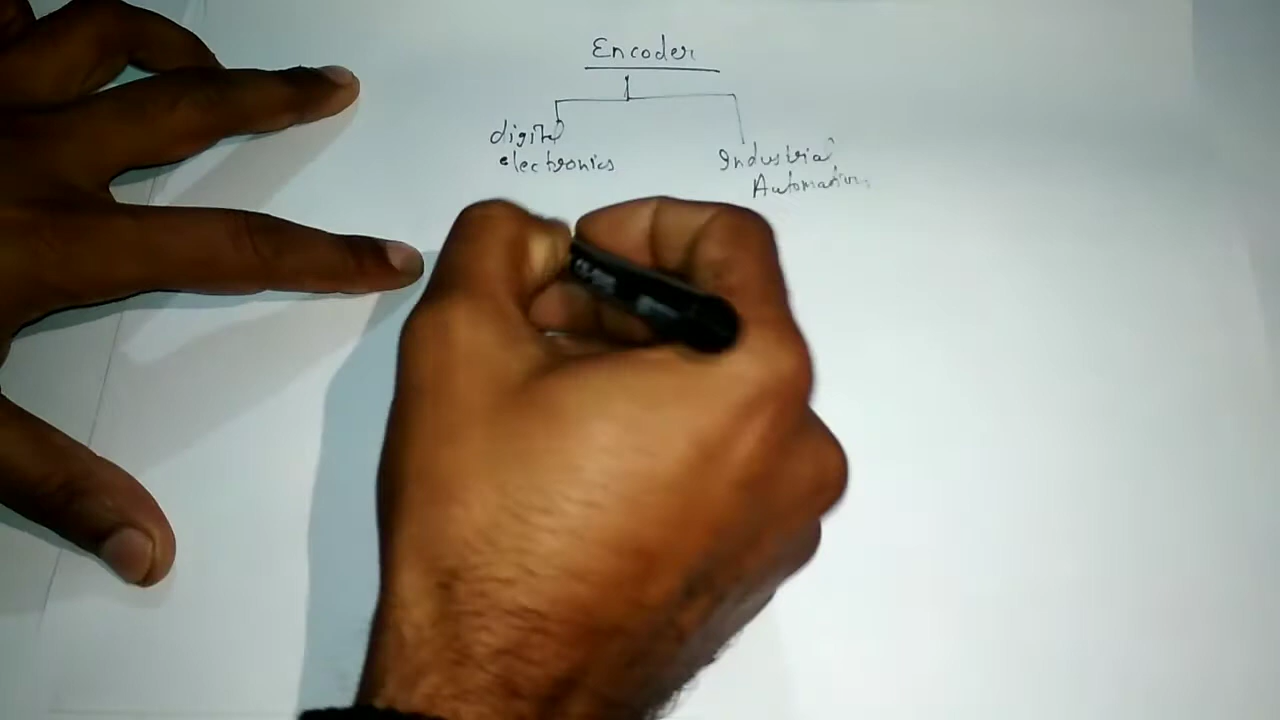 Encoder
digital
electronics
Industrial
Automation